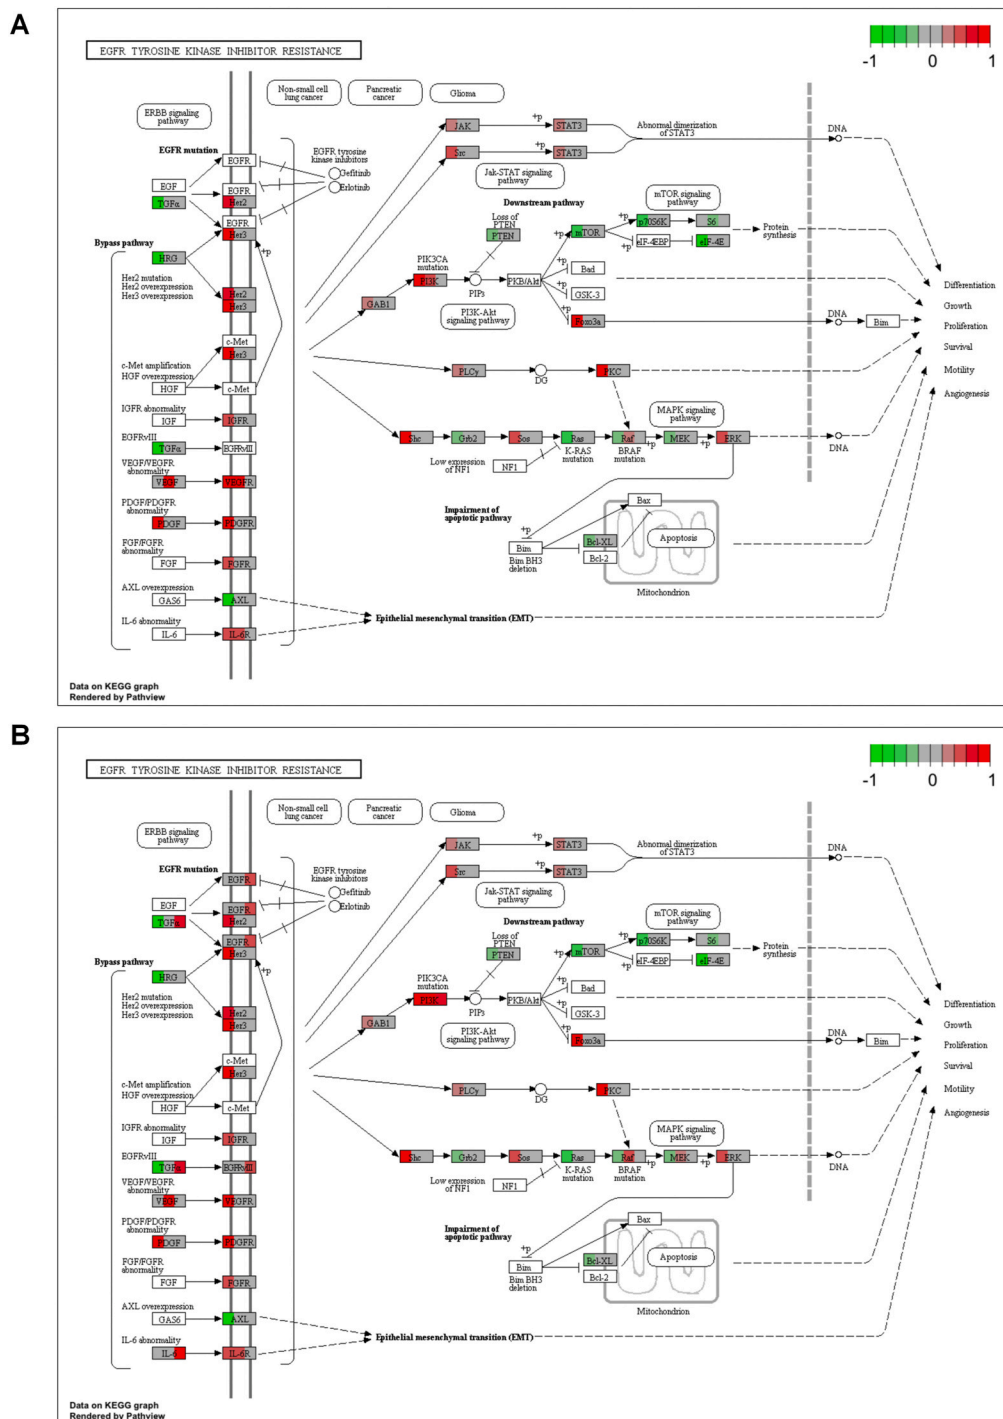 A
EGFR TYROSINE KINASE INHIBITOR RESISTANCE
-1 0 1
Non-small cell
lung cancer
Pancreatic
cancer
Glioma
ERBB signaling
pathway
EGFR mutation
EGFR
EGFR tyrosine
kinase inhibitors
Gefitinib
Erlotinib
EGF
TGFα
EGFR
Her2
EGFR
Her3
+p
Bypass pathway
HRG
Her2 mutation
Her2 overexpression
Her3 overexpression
Her2
Her3
c-Met
Her3
c-Met amplification
HGF overexpression
HGF
c-Met
IGFR abnormality
IGF
IGFR
EGFRvIII
TGFα
EGFRvIII
VEGF/VEGFR
abnormality
VEGF
VEGFR
PDGF/PDGFR
abnormality
PDGF
PDGFR
FGF/FGFR
abnormality
FGF
FGFR
AXL overexpression
GAS6
AXL
IL-6 abnormality
IL-6
IL-6R
JAK
+p
STAT3
Src
+p
STAT3
Abnormal dimerization
of STAT3
DNA
Jak-STAT signaling
pathway
Downstream pathway
mTOR signaling
pathway
Loss of
PTEN
PTEN
+p
mTOR
+p
p70S6K
S6
+p
eIF-4EBP
eIF-4E
Protein
synthesis
PIK3CA
mutation
PI3K
PIP3
PKB/Akt
+p
Bad
GSK-3
+p
Foxo3a
GAB1
PI3K-Akt
signaling pathway
DNA
Bim
PLCγ
DG
PKC
MAPK signaling
pathway
Shc
Grb2
Sos
Ras
Raf
+p
MEK
+p
ERK
DNA
Low expression
of NF1
NF1
K-RAS
mutation
BRAF
mutation
Impairment of
apoptotic pathway
+p
Bim
Bim BH3
deletion
Bax
Bcl-XL
Bcl-2
Apoptosis
Mitochondrion
Epithelial mesenchymal transition (EMT)
Differentiation
Growth
Proliferation
Survival
Motility
Angiogenesis
Data on KEGG graph
Rendered by Pathview
B
EGFR TYROSINE KINASE INHIBITOR RESISTANCE
-1 0 1
Non-small cell
lung cancer
Pancreatic
cancer
Glioma
ERBB signaling
pathway
EGFR mutation
EGFR
EGFR tyrosine
kinase inhibitors
Gefitinib
Erlotinib
EGF
TGFα
EGFR
Her2
EGFR
Her3
+p
Bypass pathway
HRG
Her2 mutation
Her2 overexpression
Her3 overexpression
Her2
Her3
c-Met
Her3
c-Met amplification
HGF overexpression
HGF
c-Met
IGFR abnormality
IGF
IGFR
EGFRvIII
TGFα
EGFRvIII
VEGF/VEGFR
abnormality
VEGF
VEGFR
PDGF/PDGFR
abnormality
PDGF
PDGFR
FGF/FGFR
abnormality
FGF
FGFR
AXL overexpression
GAS6
AXL
IL-6 abnormality
IL-6
IL-6R
JAK
+p
STAT3
Src
+p
STAT3
Abnormal dimerization
of STAT3
DNA
Jak-STAT signaling
pathway
Downstream pathway
mTOR signaling
pathway
Loss of
PTEN
PTEN
+p
mTOR
+p
p70S6K
S6
+p
eIF-4EBP
eIF-4E
Protein
synthesis
PIK3CA
mutation
PI3K
PIP3
PKB/Akt
+p
Bad
GSK-3
+p
Foxo3a
GAB1
PI3K-Akt
signaling pathway
DNA
Bim
PLCγ
DG
PKC
MAPK signaling
pathway
Shc
Grb2
Sos
Ras
Raf
+p
MEK
+p
ERK
DNA
Low expression
of NF1
NF1
K-RAS
mutation
BRAF
mutation
Impairment of
apoptotic pathway
+p
Bim
Bim BH3
deletion
Bax
Bcl-XL
Bcl-2
Apoptosis
Mitochondrion
Epithelial mesenchymal transition (EMT)
Differentiation
Growth
Proliferation
Survival
Motility
Angiogenesis
Data on KEGG graph
Rendered by Pathview